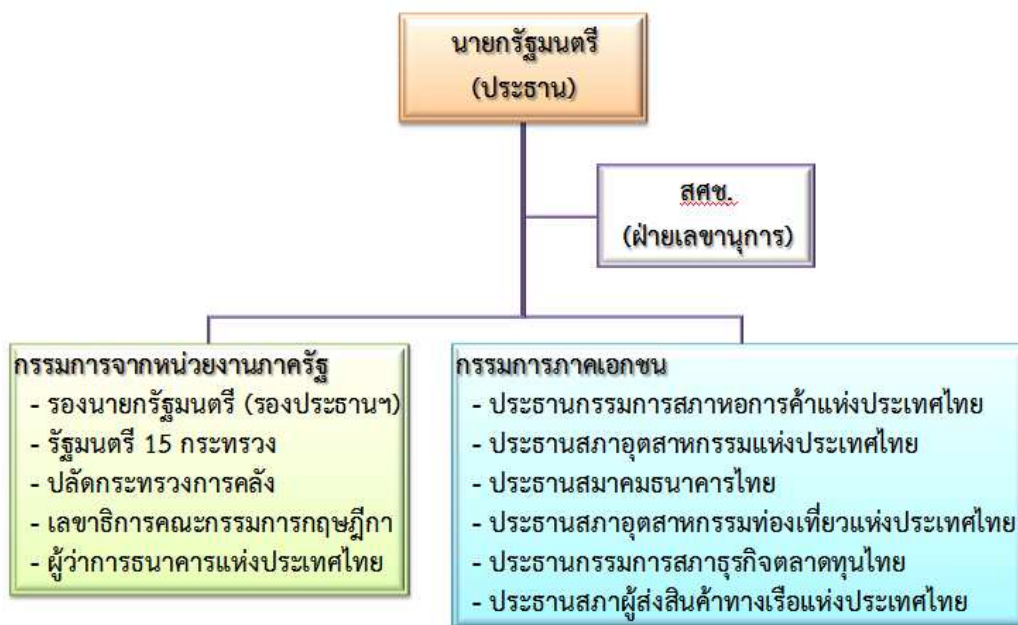 นายกรัฐมนตรี
(ประธาน)
สศช.
(ฝ่ายเลขานุการ)
กรรมการจากหน่วยงานภาครัฐ
- รองนายกรัฐมนตรี (รองประธานฯ)
- รัฐมนตรี 15 กระทรวง
- ปลัดกระทรวงการคลัง
- เลขาธิการคณะกรรมการกฤษฎีกา
- ผู้ว่าการธนาคารแห่งประเทศไทย
กรรมการภาคเอกชน
- ประธานกรรมการสภาหอการค้าแห่งประเทศไทย
- ประธานสภาอุตสาหกรรมแห่งประเทศไทย
- ประธานสมาคมธนาคารไทย
- ประธานสภาอุตสาหกรรมท่องเที่ยวแห่งประเทศไทย
- ประธานกรรมการสภาธุรกิจตลาดทุนไทย
- ประธานสภาผู้ส่งสินค้าทางเรือแห่งประเทศไทย